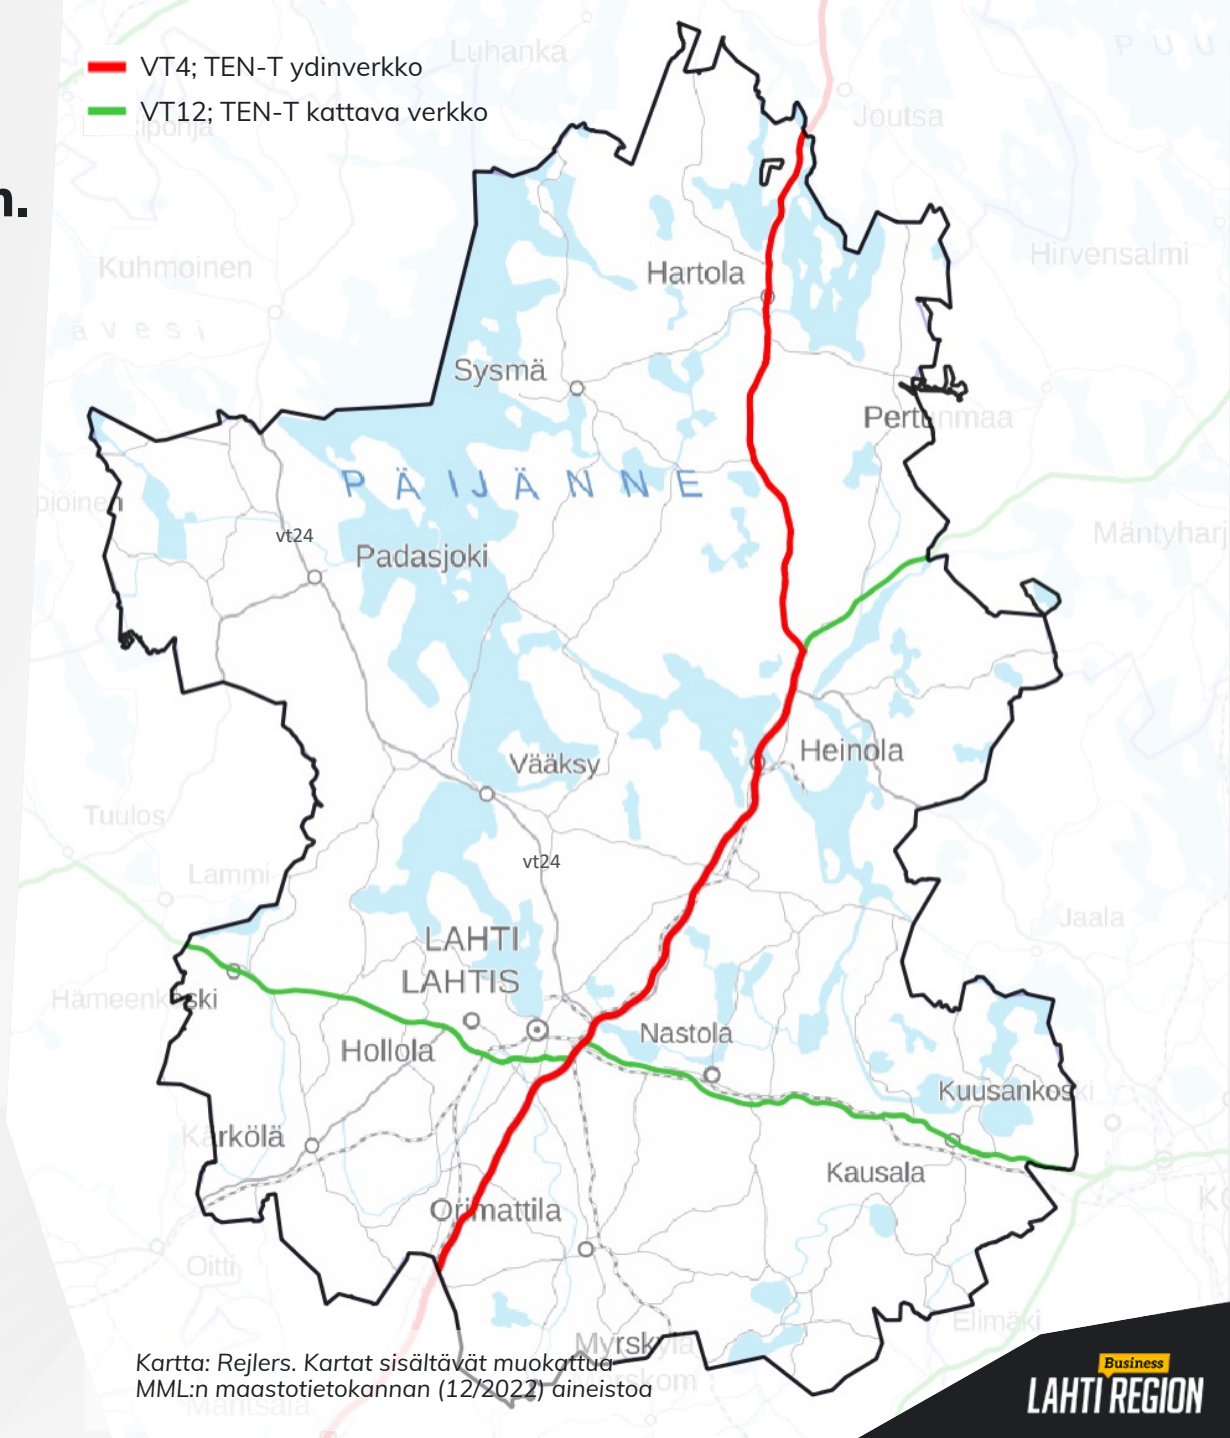 VT4; TEN-T ydinverkko
VT12; TEN-T kattava verkko
n.
Luhanka
Joutsa
Kuhmoinen
Hirvensalmi
Hartola
Sysmä
Pertunmaa
PÄIJÄNNE
vt24
Padasjoki
Mäntyharj
Vääksy
Heinola
Tuulos
vt24
Lammi
Jaala
LAHTI
LAHTIS
Hämeenkoski
Nastola
Hollola
Kuusankoski
Kärkölä
Kausala
Orimattila
Oitti
Elimäki
Myrskylä
Kartta: Rejlers. Kartat sisältävät muokattua
MML:n maastotietokannan (12/2022) aineistoa
Mäntsälä
Business
LAHTI REGION